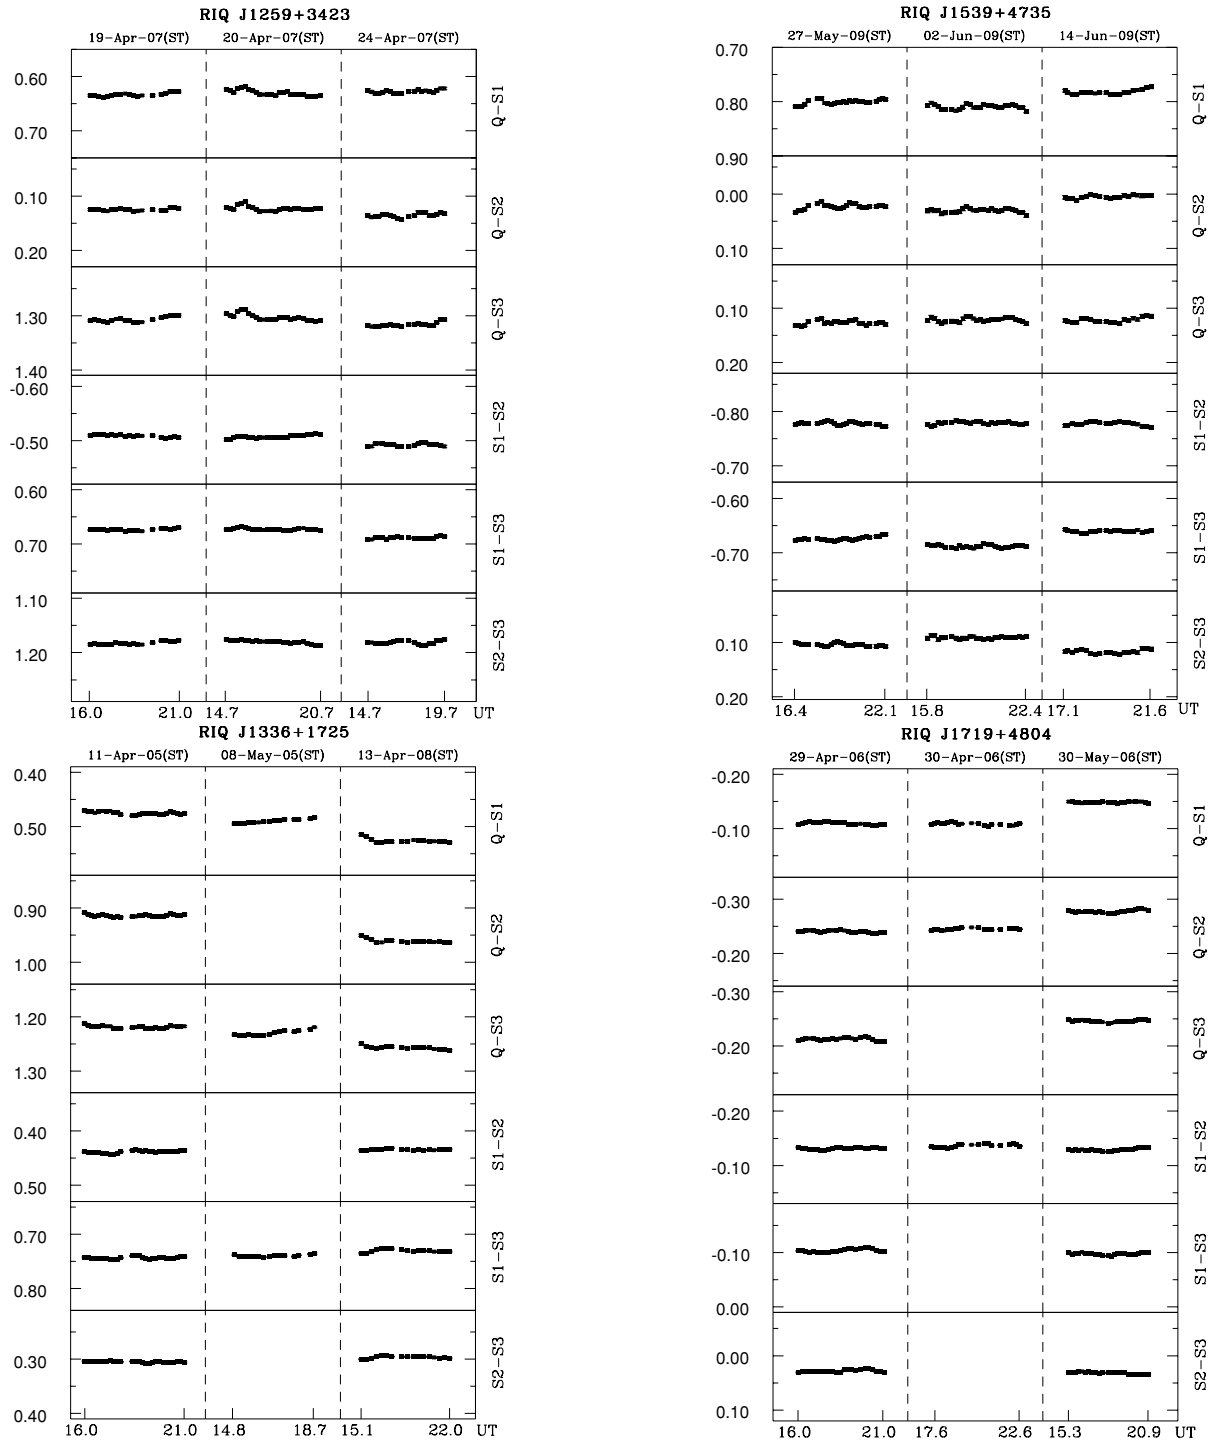 RIQ J1259+3423
19-Apr-07(ST) 20-Apr-07(ST) 24-Apr-07(ST)
0.60
0.70
Q-S1
0.10
0.20
Q-S2
1.30
1.40
Q-S3
-0.60
-0.50
S1-S2
0.60
0.70
S1-S3
1.10
1.20
S2-S3
16.0 21.0 14.7 20.7 14.7 19.7 UT
RIQ J1539+4735
27-May-09(ST) 02-Jun-09(ST) 14-Jun-09(ST)
0.70
0.80
0.90
Q-S1
0.00
0.10
Q-S2
0.10
0.20
Q-S3
-0.80
-0.70
S1-S2
-0.60
-0.70
S1-S3
0.10
0.20
S2-S3
16.4 22.1 15.8 22.4 17.1 21.6 UT
RIQ J1336+1725
11-Apr-05(ST) 08-May-05(ST) 13-Apr-08(ST)
0.40
0.50
Q-S1
0.90
1.00
Q-S2
1.20
1.30
Q-S3
0.40
0.50
S1-S2
0.70
0.80
S1-S3
0.30
0.40
S2-S3
16.0 21.0 14.8 18.7 15.1 22.0 UT
RIQ J1719+4804
29-Apr-06(ST) 30-Apr-06(ST) 30-May-06(ST)
-0.20
-0.10
Q-S1
-0.30
-0.20
Q-S2
-0.30
-0.20
Q-S3
-0.20
-0.10
S1-S2
-0.10
0.00
S1-S3
0.00
0.10
S2-S3
16.0 21.0 17.6 22.6 15.3 20.9 UT